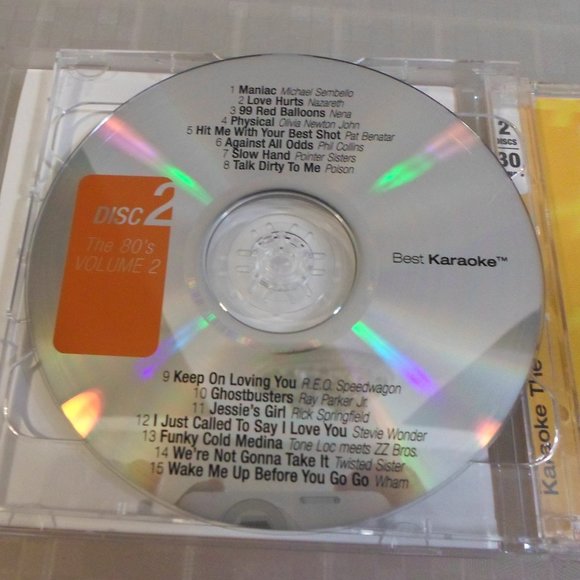 1 Maniac Michael Sembello
2 Love Hurts Nazareth
3 99 Red Balloons Nena
4 Physical Olivia Newton John
5 Hit Me With Your Best Shot Pat Benatar
6 Against All Odds Phil Collins
7 Slow Hand Pointer Sisters
8 Talk Dirty To Me Poison
2
DISCS
30
DISC 2
The 80's
VOLUME 2
Best Karaoke™
9 Keep On Loving You R.E.O. Speedwagon
10 Ghostbusters Ray Parker Jr.
11 Jessie's Girl Rick Springfield
12 I Just Called To Say I Love You Stevie Wonder
13 Funky Cold Medina Tone Loc meets ZZ Bros.
14 We're Not Gonna Take It Twisted Sister
15 Wake Me Up Before You Go Go Wham
Karaoke The